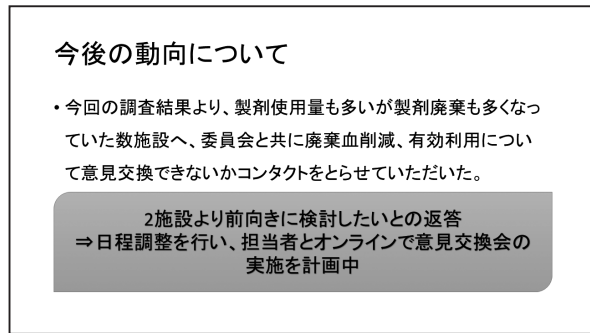 今後の動向について
• 今回の調査結果より、製剤使用量も多いが製剤廃棄も多くなっ
ていた数施設へ、委員会と共に廃棄血削減、有効利用につい
て意見交換できないかコンタクトをとらせていただいた。
2施設より前向きに検討したいとの返答
⇒日程調整を行い、担当者とオンラインで意見交換会の
実施を計画中